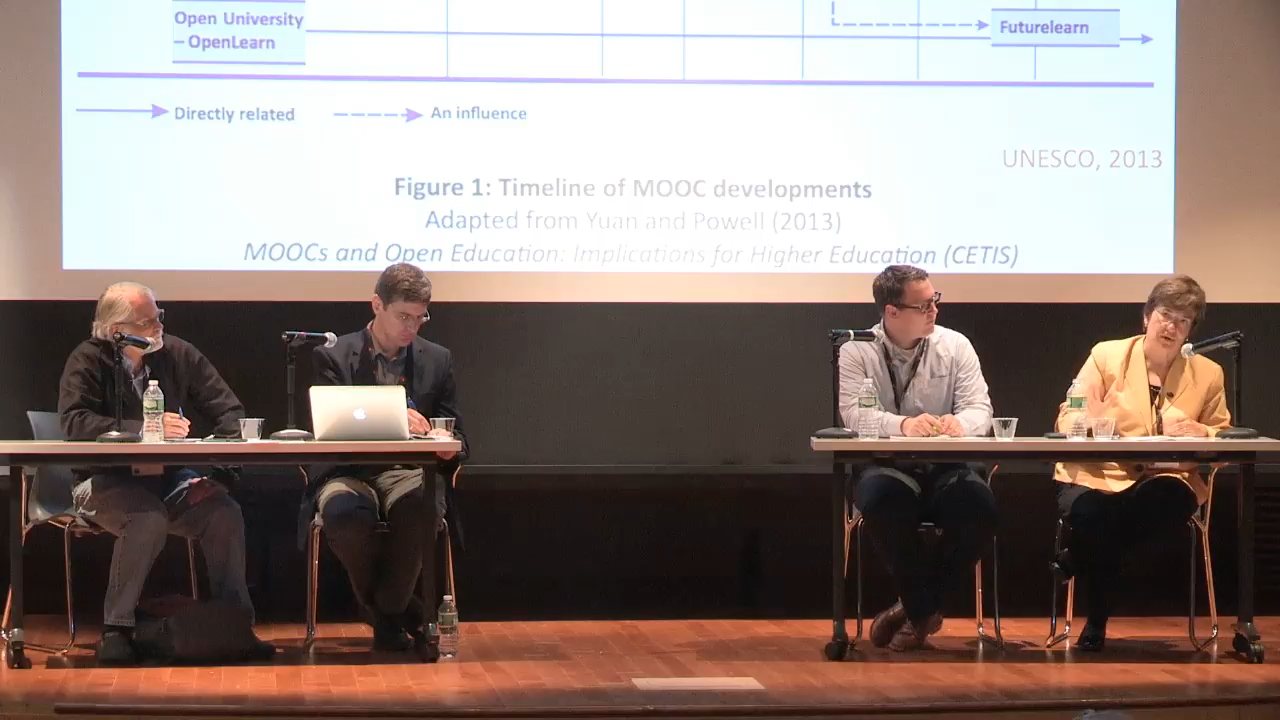 Open University
– OpenLearn
Futurelearn
Directly related
An influence
UNESCO, 2013
Figure 1: Timeline of MOOC developments
Adapted from Yuan and Powell (2013)
MOOCs and Open Education: Implications for Higher Education (CETIS)